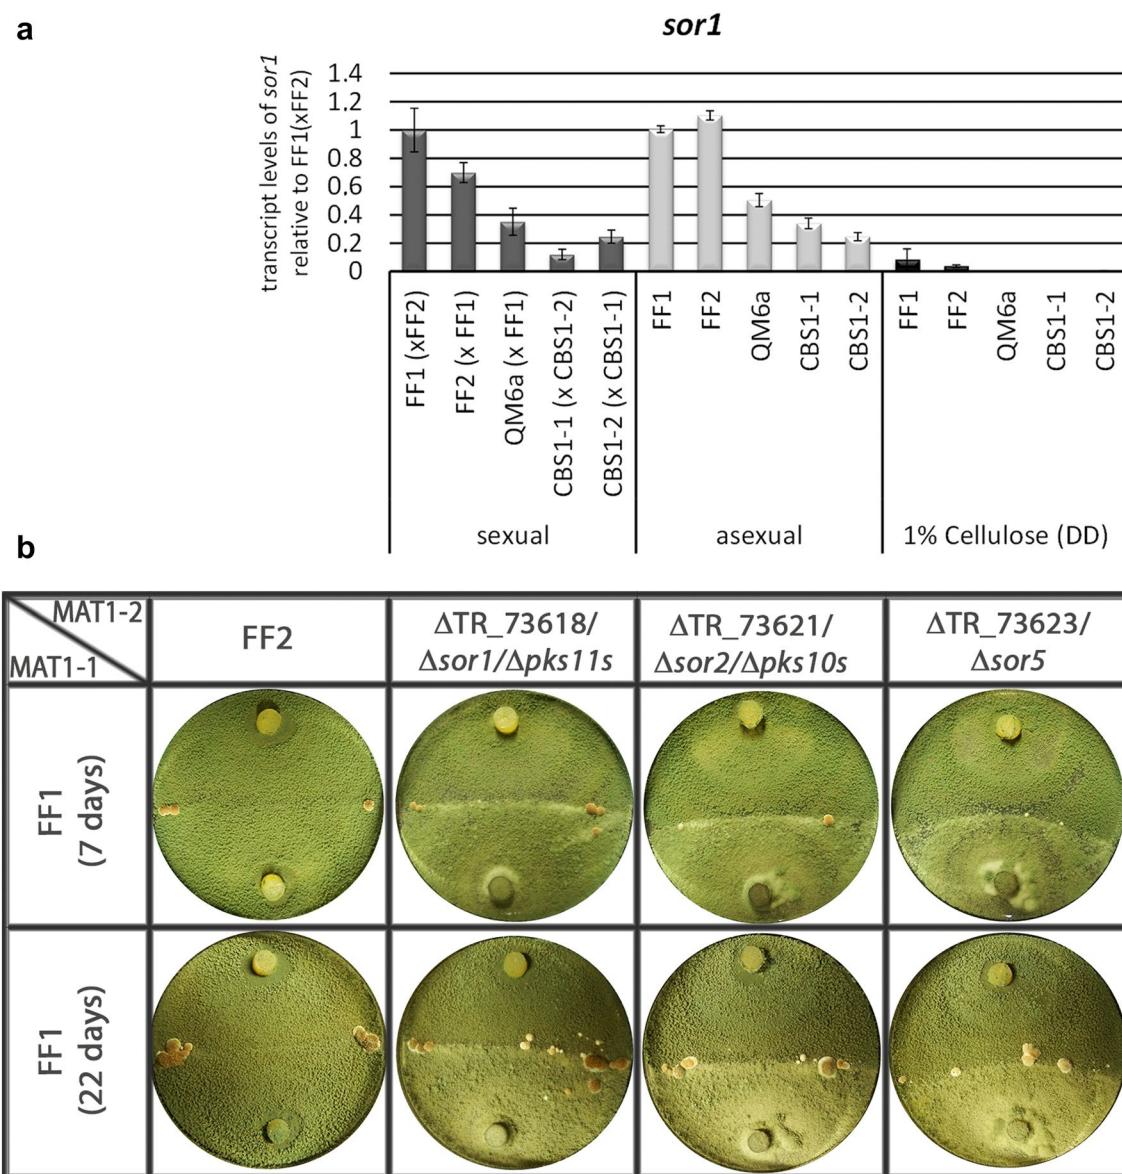 a
sor1
transcript levels of sor1
relative to FF1(xFF2)
1.4
1.2
1
0.8
0.6
0.4
0.2
0
FF1 (xFF2)
FF2 (x FF1)
QM6a (x FF1)
CBS1-1 (x CBS1-2)
CBS1-2 (x CBS1-1)
FF1
FF2
QM6a
CBS1-1
CBS1-2
FF1
FF2
QM6a
CBS1-1
CBS1-2
sexual
asexual
1% Cellulose (DD)
b
MAT1-2
MAT1-1
FF2
ΔTR_73618/
Δsor1/Δpks11s
ΔTR_73621/
Δsor2/Δpks10s
ΔTR_73623/
Δsor5
FF1
(7 days)
FF1
(22 days)